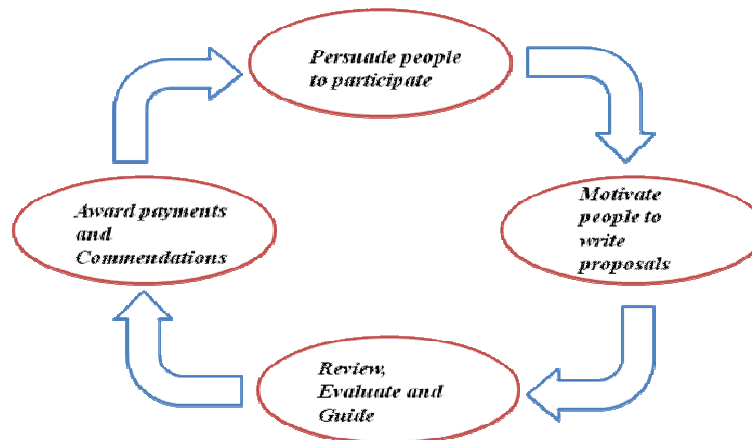 Persuade people
to participate
Motivate
people to
write
proposals
Review,
Evaluate and
Guide
Award payments
and
Commendations